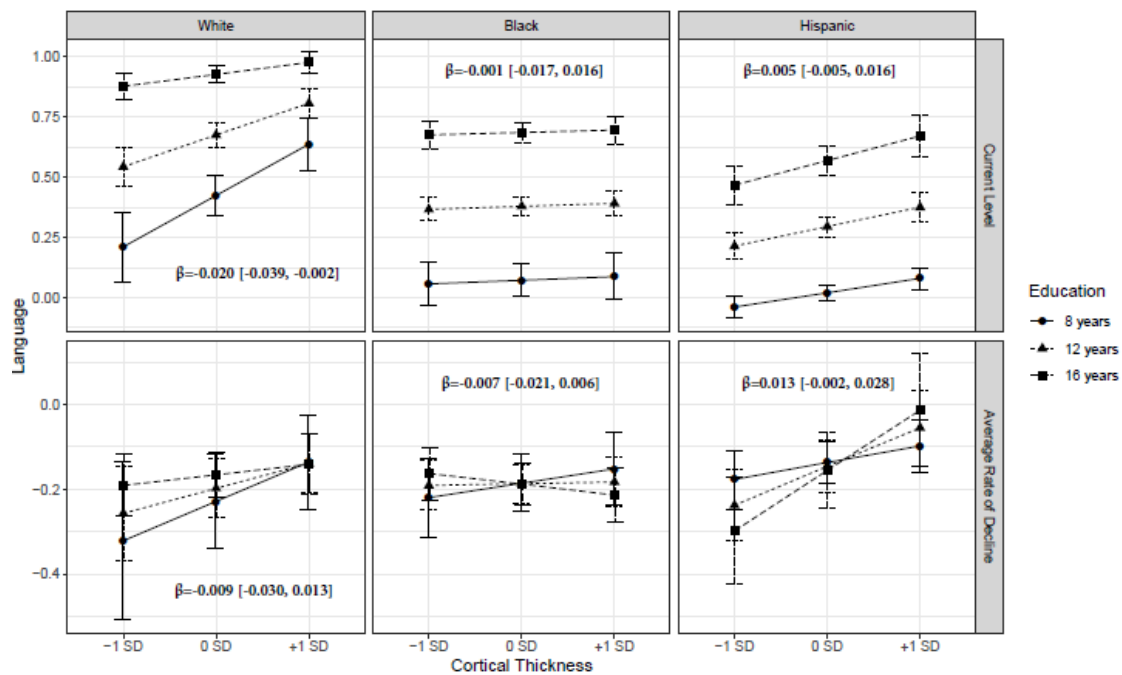 White Black Hispanic
1.00
0.75
0.50
0.25
0.00
β=-0.020 [-0.039, -0.002]
β=-0.001 [-0.017, 0.016]
β=0.005 [-0.005, 0.016]
Current Level
Language
0.0
−0.2
−0.4
β=-0.009 [-0.030, 0.013]
β=-0.007 [-0.021, 0.006]
β=0.013 [-0.002, 0.028]
Average Rate of Decline
−1 SD 0 SD +1 SD −1 SD 0 SD +1 SD −1 SD 0 SD +1 SD
Cortical Thickness
Education
8 years
12 years
16 years